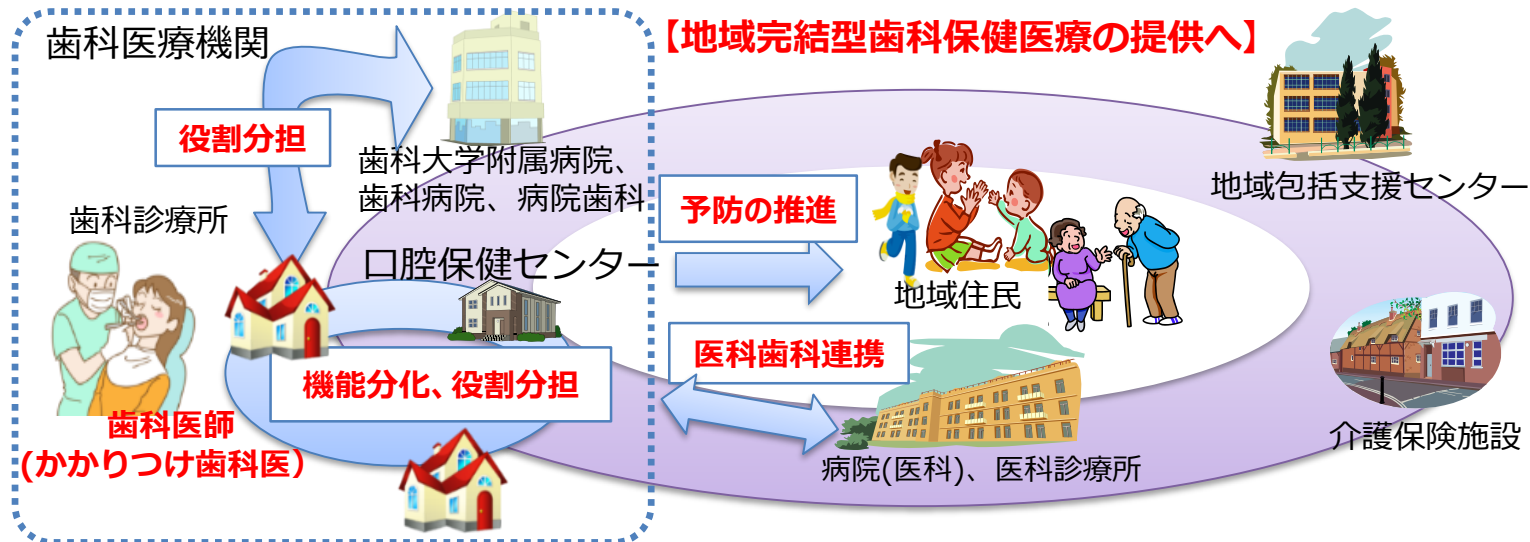 歯科医療機関
【地域完結型歯科保健医療の提供へ】
役割分担
歯科大学附属病院、
歯科病院、病院歯科
地域包括支援センター
歯科診療所
予防の推進
口腔保健センター
地域住民
医科歯科連携
機能分化、役割分担
歯科医師
(かかりつけ歯科医）
病院(医科)、医科診療所
介護保険施設